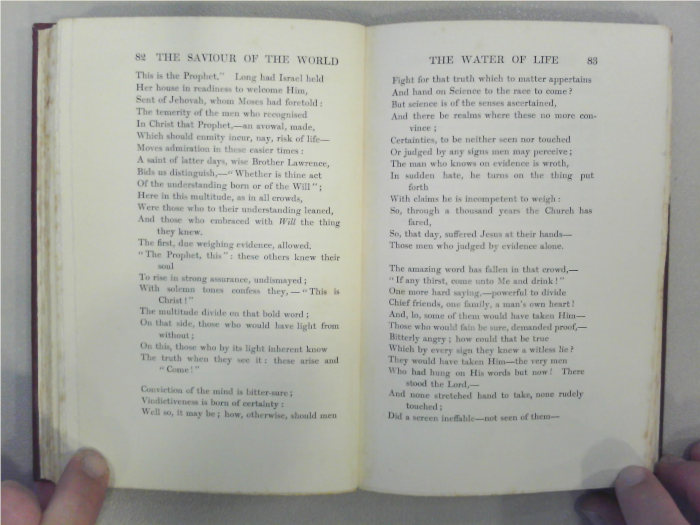 82 THE SAVIOUR OF THE WORLD
This is the Prophet." Long had Israel held
Her house in readiness to welcome Him,
Sent of Jehovah, whom Moses had foretold :
The temerity of the men who recognised
In Christ that Prophet,—an avowal, made,
Which should enmity incur, nay, risk of life—
Moves admiration in these easier times :
A saint of latter days, wise Brother Lawrence,
Bids us distinguish,—"Whether is thine act
Of the understanding born or of the Will" ;
Here in this multitude, as in all crowds,
Were those who to their understanding leaned,
And those who embraced with Will the thing
they knew.
The first, due weighing evidence, allowed,
"The Prophet, this" : these others knew their
soul
To rise in strong assurance, undismayed ;
With solemn tones confess they,—"This is
Christ!"
The multitude divide on that bold word ;
On that side, those who would have light from
without ;
On this, those who by its light inherent know
The truth when they see it : these arise and
"Come!"
Conviction of the mind is bitter-sure ;
Vindictiveness is born of certainty :
Well so, it may be ; how, otherwise, should men
THE WATER OF LIFE 83
Fight for that truth which to matter appertains
And hand on Science to the race to come ?
But science is of the senses ascertained,
And there be realms where these no more con-
vince ;
Certainties, to be neither seen nor touched
Or judged by any signs men may perceive ;
The man who knows on evidence is wroth,
In sudden hate, he turns on the thing put
forth
With claims he is incompetent to weigh :
So, through a thousand years the Church has
fared,
So, that day, suffered Jesus at their hands—
Those men who judged by evidence alone.
The amazing word has fallen in that crowd,—
"If any thirst, come unto Me and drink!"
One more hard saying,—powerful to divide
Chief friends, one family, a man's own heart!
And, lo, some of them would have taken Him—
Those who would fain be sure, demanded proof,—
Bitterly angry ; how could that be true
Which by every sign they knew a witless lie ?
They would have taken Him—the very men
Who had hung on His words but now! There
stood the Lord,—
And none stretched hand to take, none rudely
touched ;
Did a screen ineffable—not seen of them—